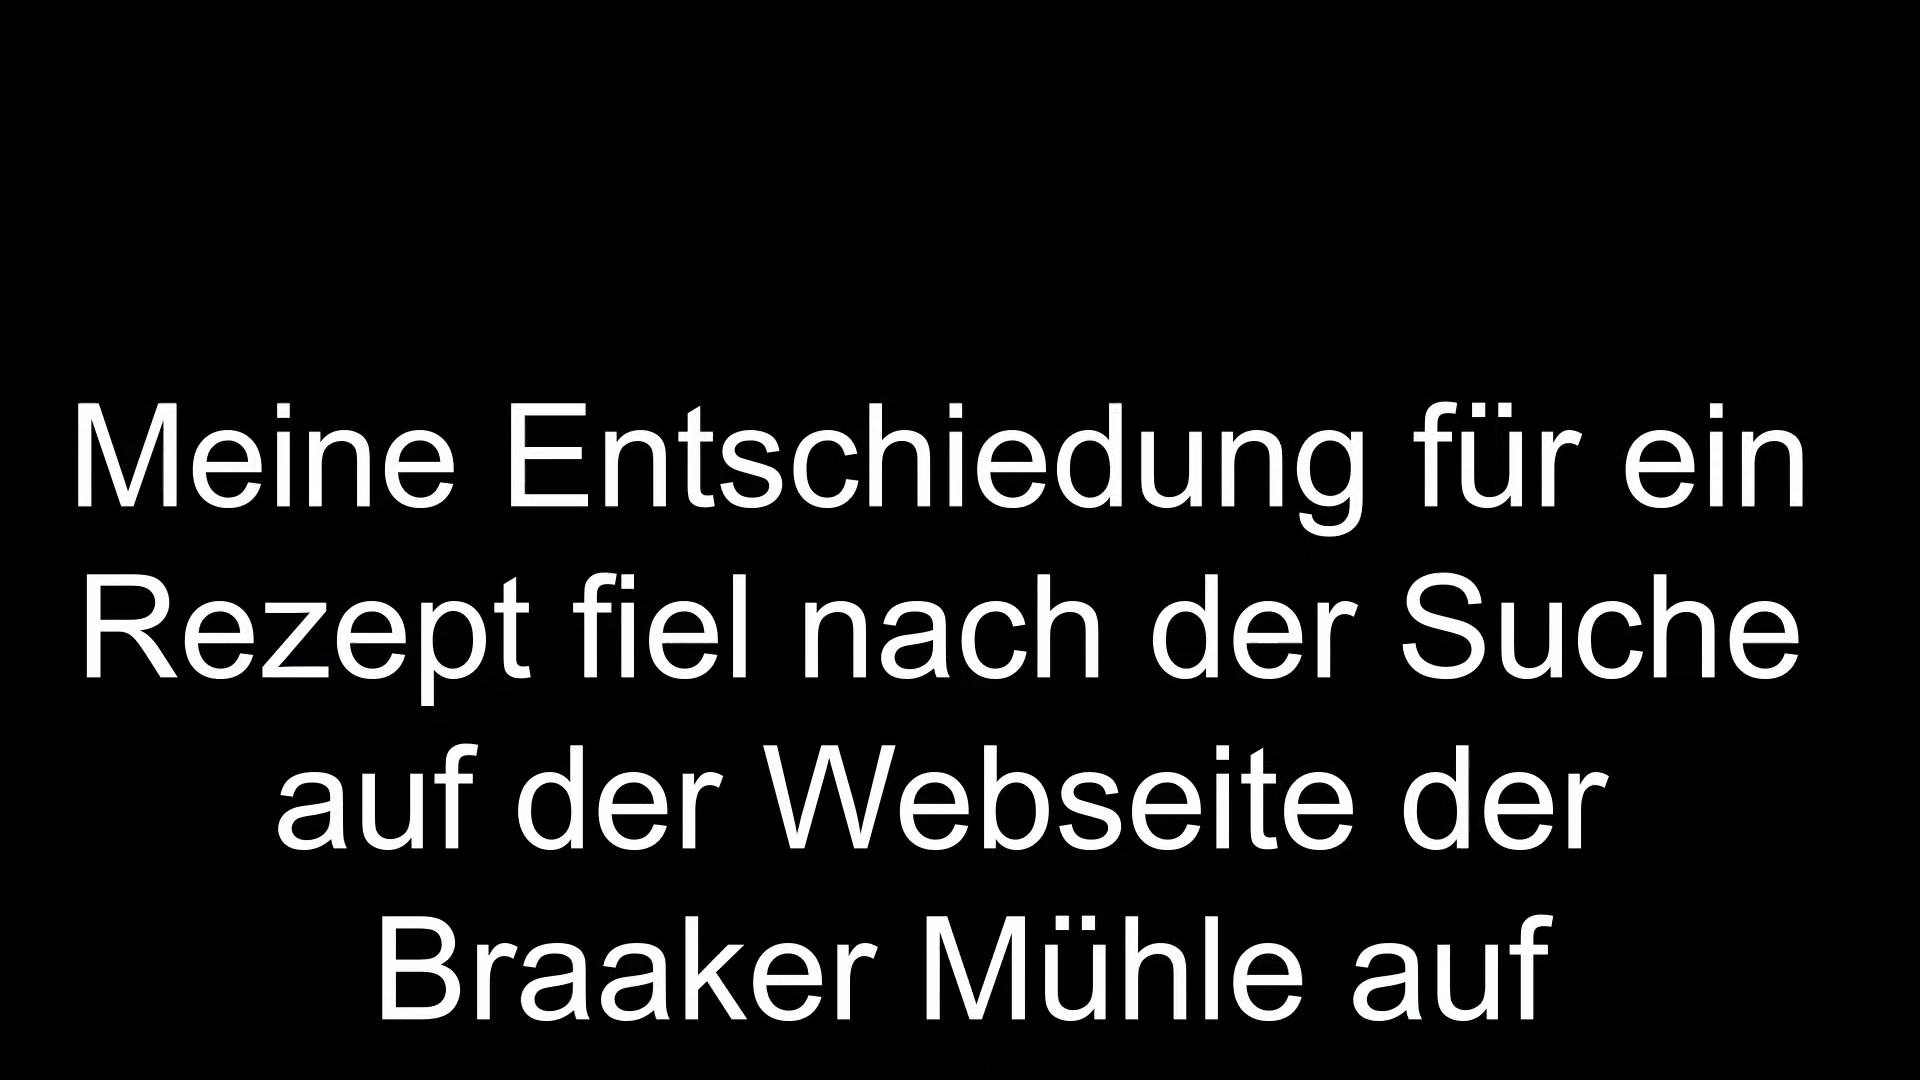 Meine Entschiedung für ein
Rezept fiel nach der Suche
auf der Webseite der
Braaker Mühle auf